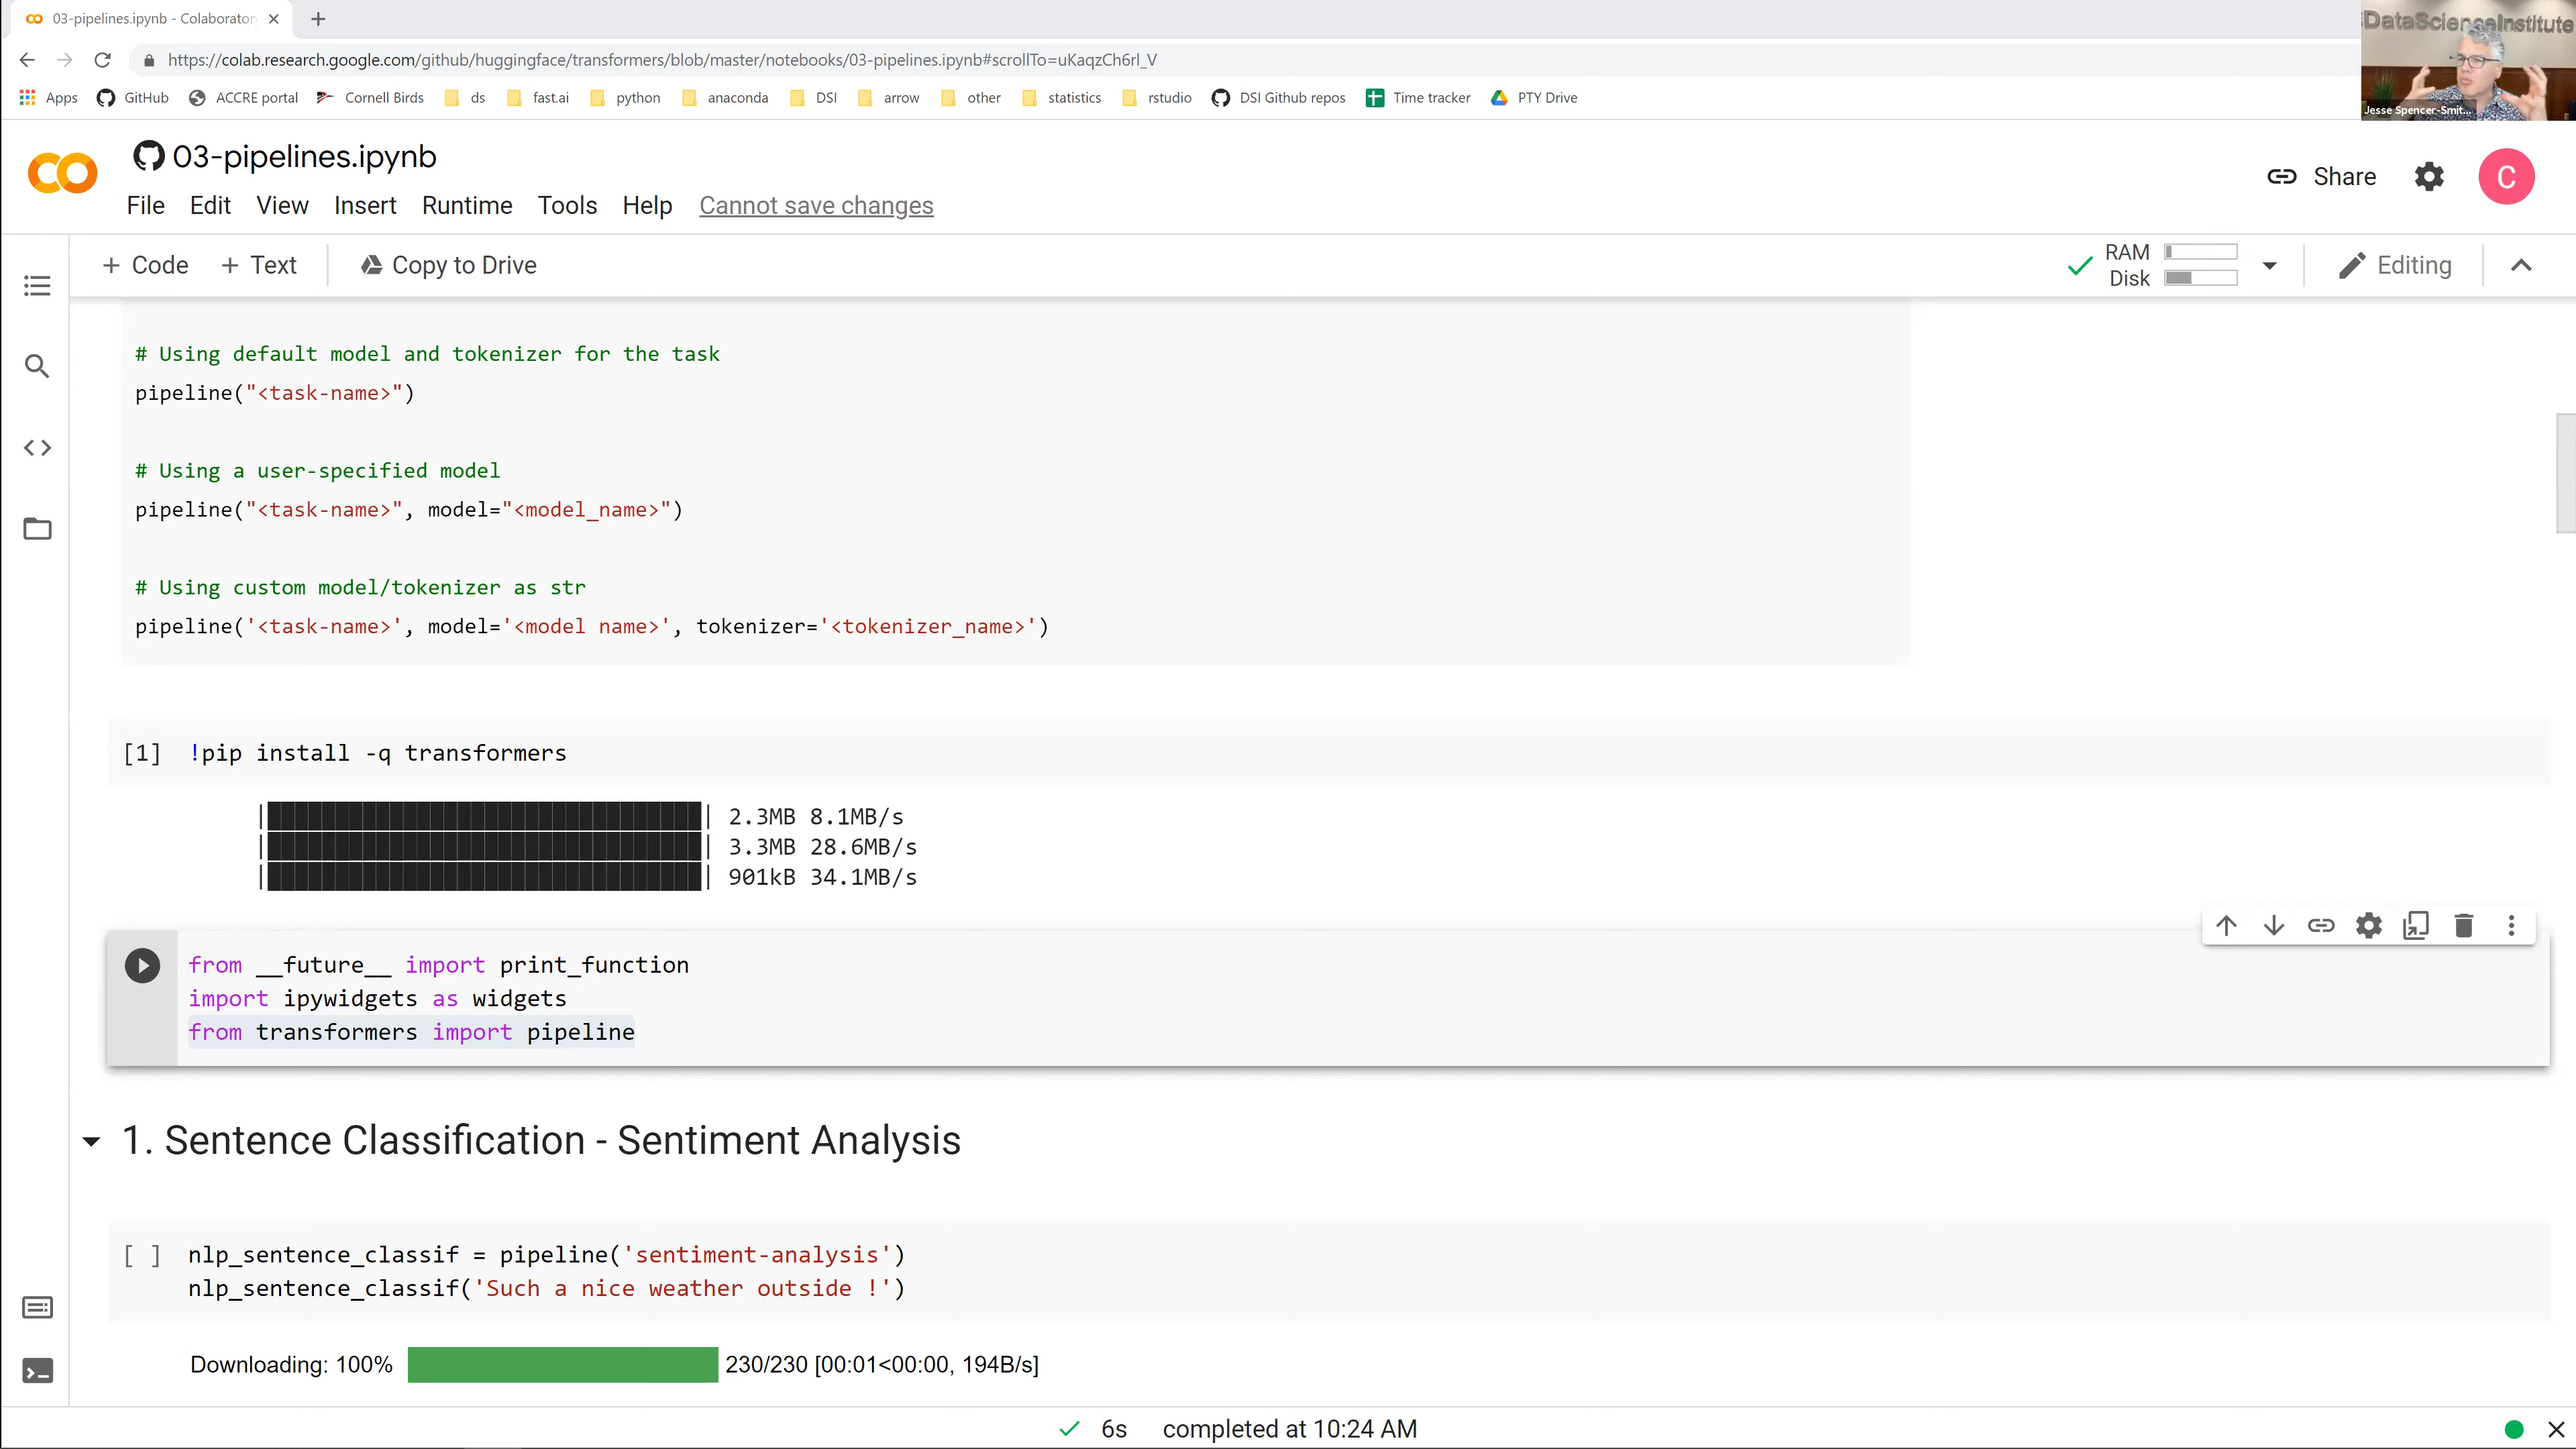 03-pipelines.ipynb - Colaborator
https://colab.research.google.com/github/huggingface/transformers/blob/master/notebooks/03-pipelines.ipynb#scrollTo=uKaqzCh6rl_V
Apps GitHub ACCRE portal Cornell Birds ds fast.ai python anaconda DSI arrow other statistics rstudio DSI Github repos Time tracker PTY Drive
#DataScienceInstitute
Jesse Spencer-Smit...
03-pipelines.ipynb
Share
C
File Edit View Insert Runtime Tools Help Cannot save changes
+ Code + Text Copy to Drive
RAM
Disk
Editing
# Using default model and tokenizer for the task
pipeline("<task-name>")
# Using a user-specified model
pipeline("<task-name>", model="<model_name>")
# Using custom model/tokenizer as str
pipeline('<task-name>', model='<model name>', tokenizer='<tokenizer_name>')
[1] !pip install -q transformers
2.3MB 8.1MB/s
3.3MB 28.6MB/s
901kB 34.1MB/s
from __future__ import print_function
import ipywidgets as widgets
from transformers import pipeline
1. Sentence Classification - Sentiment Analysis
[ ] nlp_sentence_classif = pipeline('sentiment-analysis')
nlp_sentence_classif('Such a nice weather outside !')
Downloading: 100% 230/230 [00:01<00:00, 194B/s]
6s completed at 10:24 AM